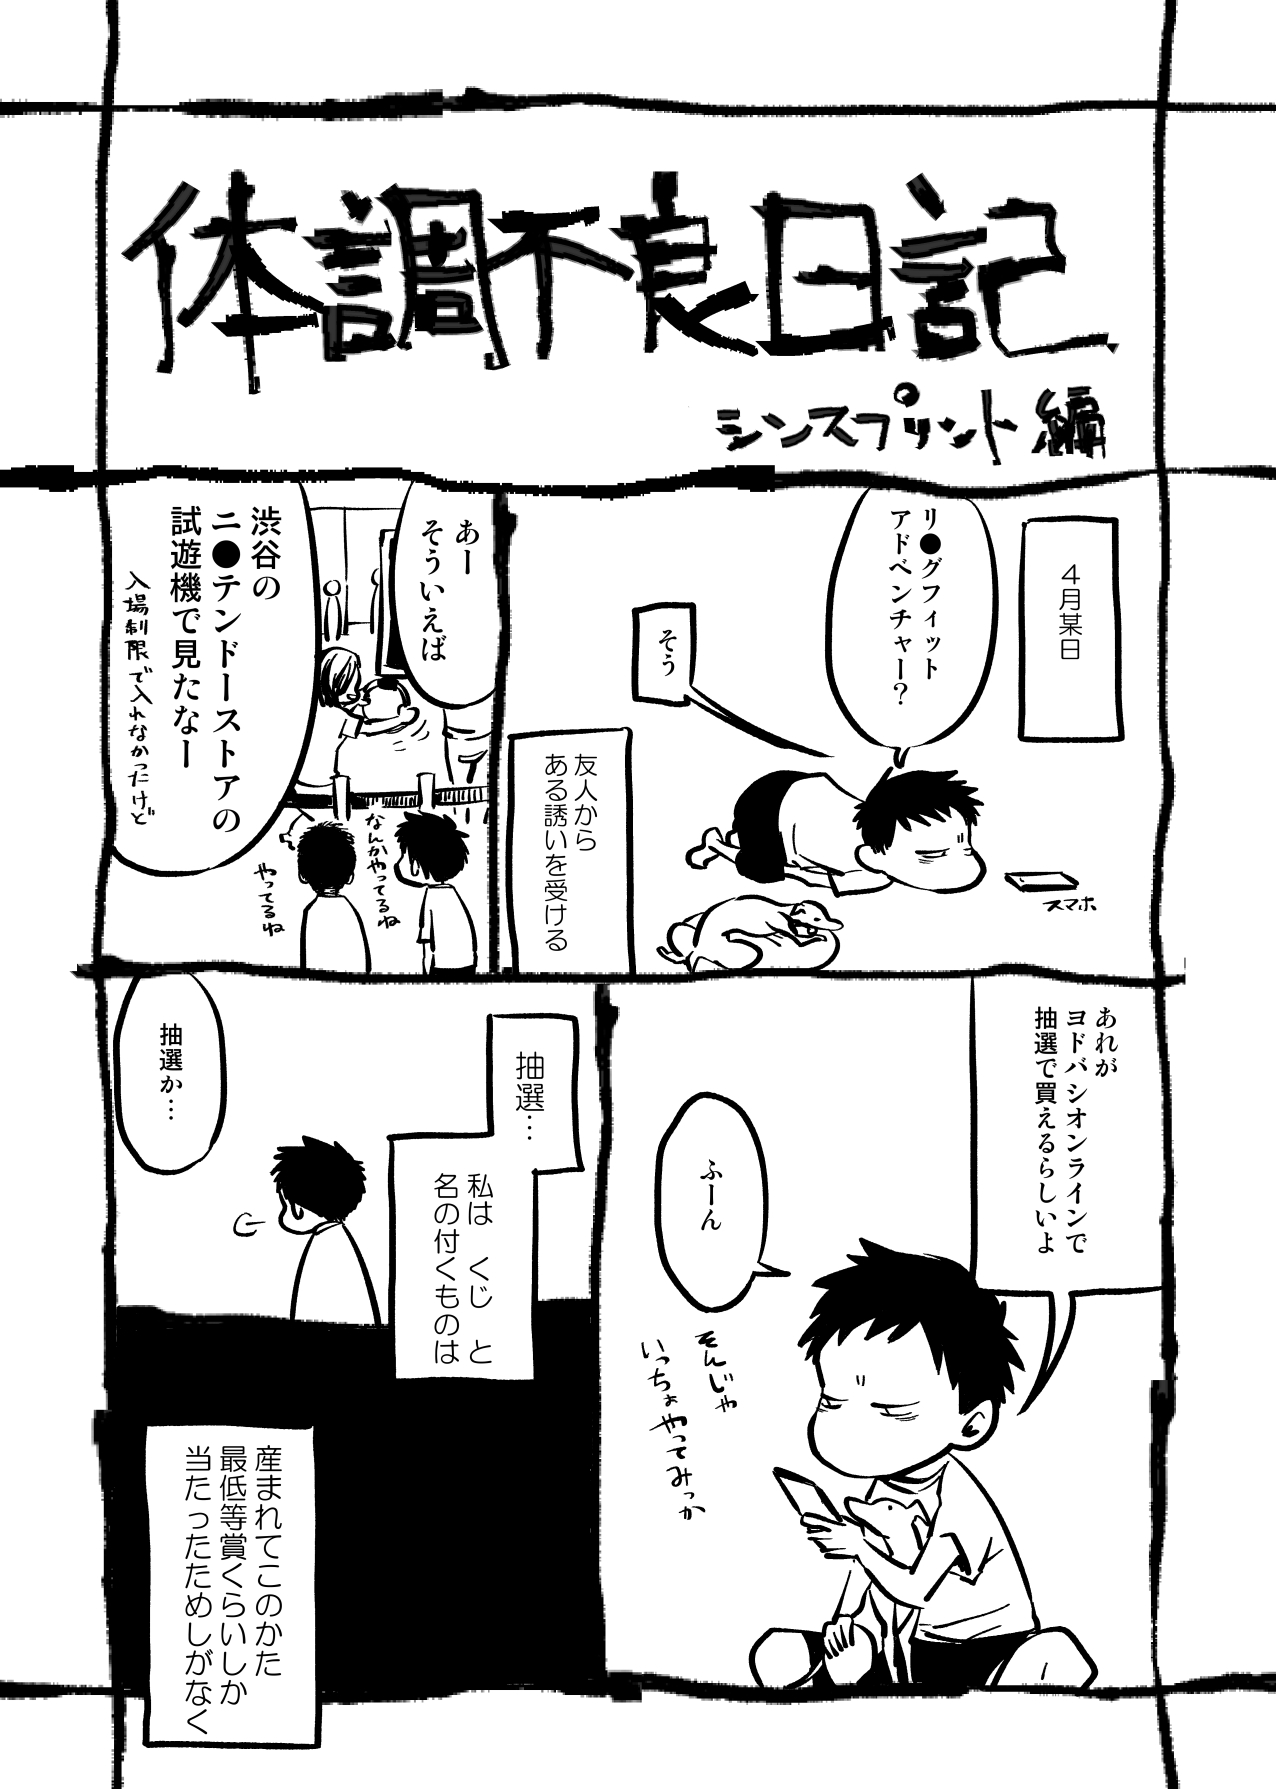 体調不良日記
シンスプリント編
4月某日
リ●グフィット
アドベンチャー?
そう
スマホ
友人から
ある誘いを受ける
あー
そういえば
渋谷の
ニ●テンドーストアの
試遊機で見たなー
入場制限で入れなかったけど
なんかやってるね
やってるね
あれが
ヨドバシオンラインで
抽選で買えるらしいよ
ふーん
そんじゃ
いっちょやってみっか
抽選…
私は くじ と
名の付くものは
抽選か…
産まれてこのかた
最低等賞くらいしか
当たったためしがなく